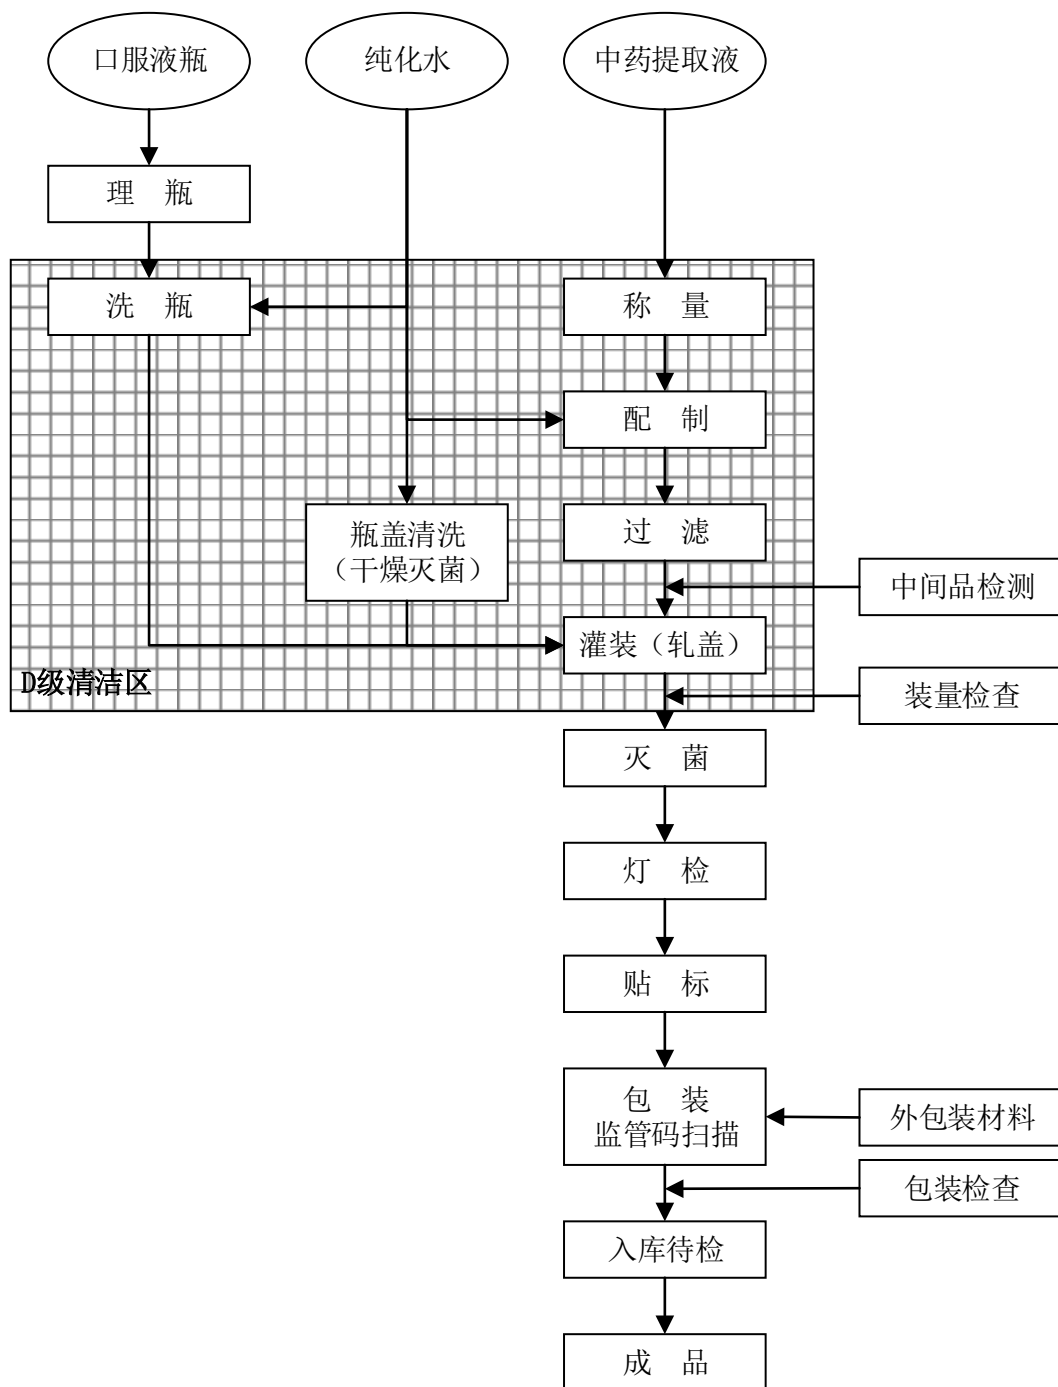 口服液瓶
纯化水
中药提取液
理 瓶
洗 瓶
称 量
配 制
瓶盖清洗
（干燥灭菌）
过 滤
中间品检测
灌装（轧盖）
D级清洁区
装量检查
灭 菌
灯 检
贴 标
包 装
监管码扫描
外包装材料
包装检查
入库待检
成 品